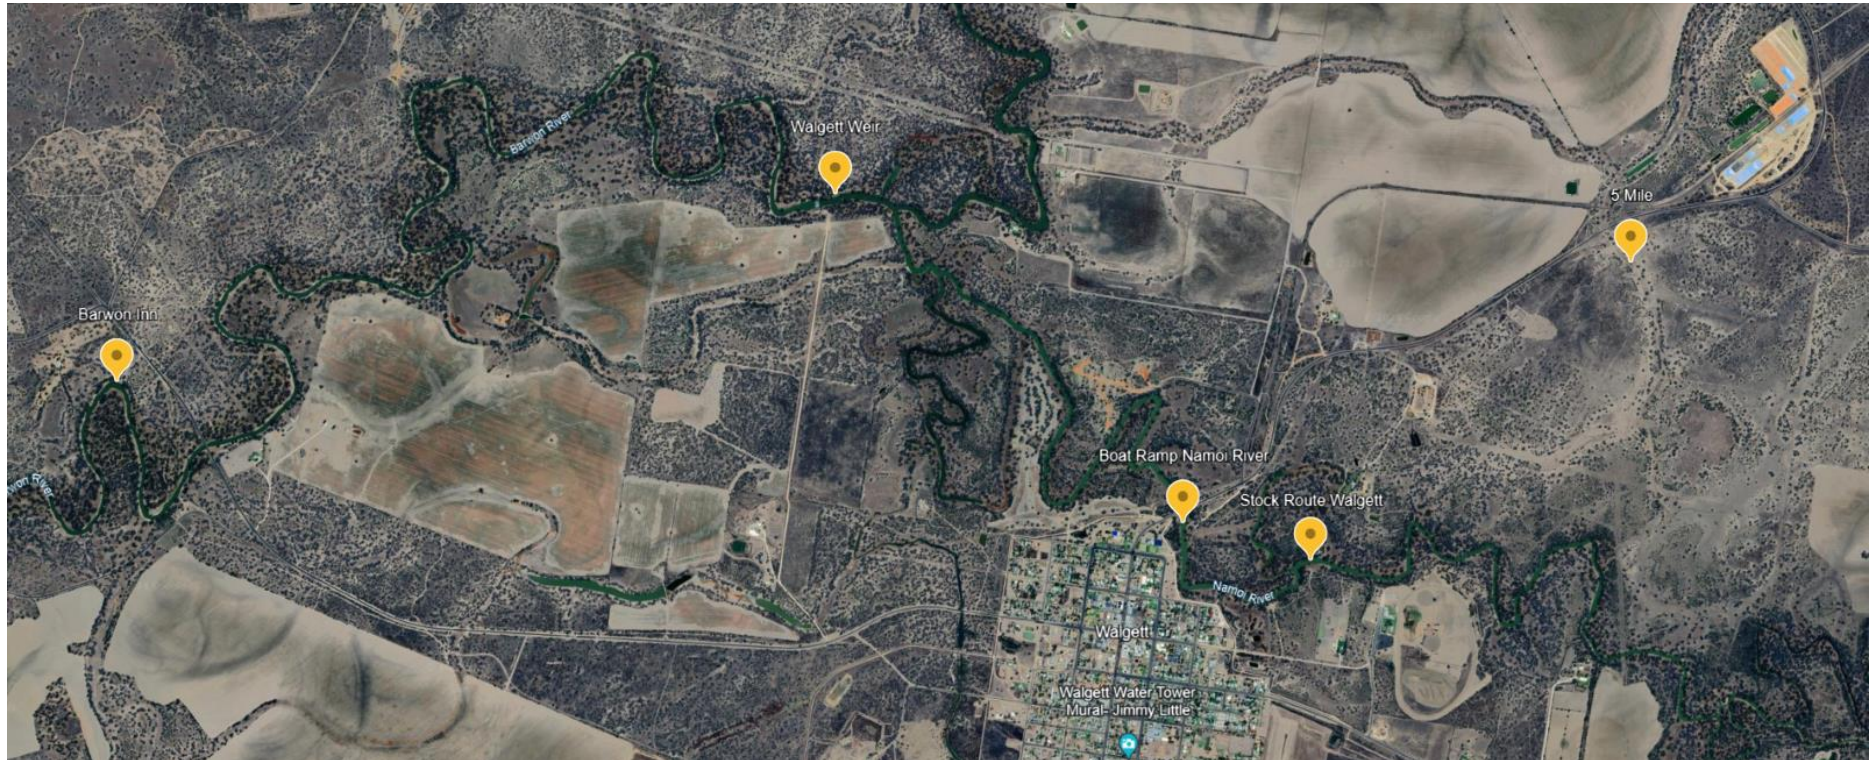 Barwon River
Walgett Weir
5 Mile
Barwon Inn
Boat Ramp Namoi River
Stock Route Walgett
River
Namoi River
Walgett
Walgett Water Tower
Mural- Jimmy Little